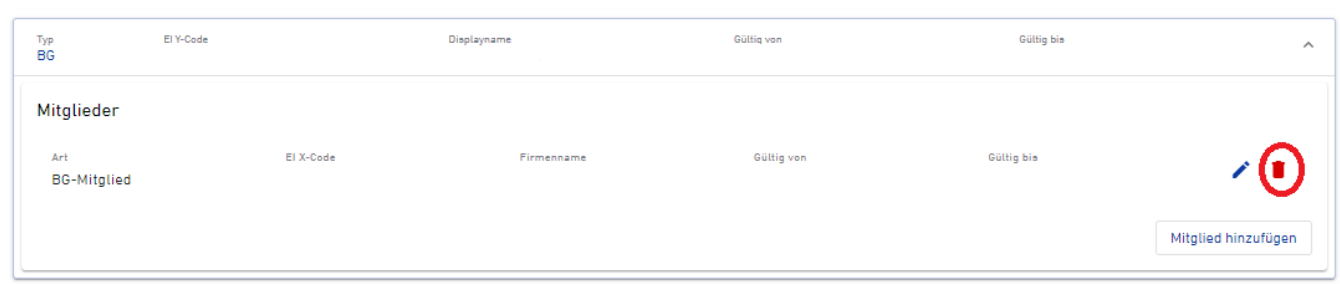 Typ EI Y-Code Displayname Gültig von Gültig bis
BG
Mitglieder
Art EI X-Code Firmenname Gültig von Gültig bis
BG-Mitglied
Mitglied hinzufügen